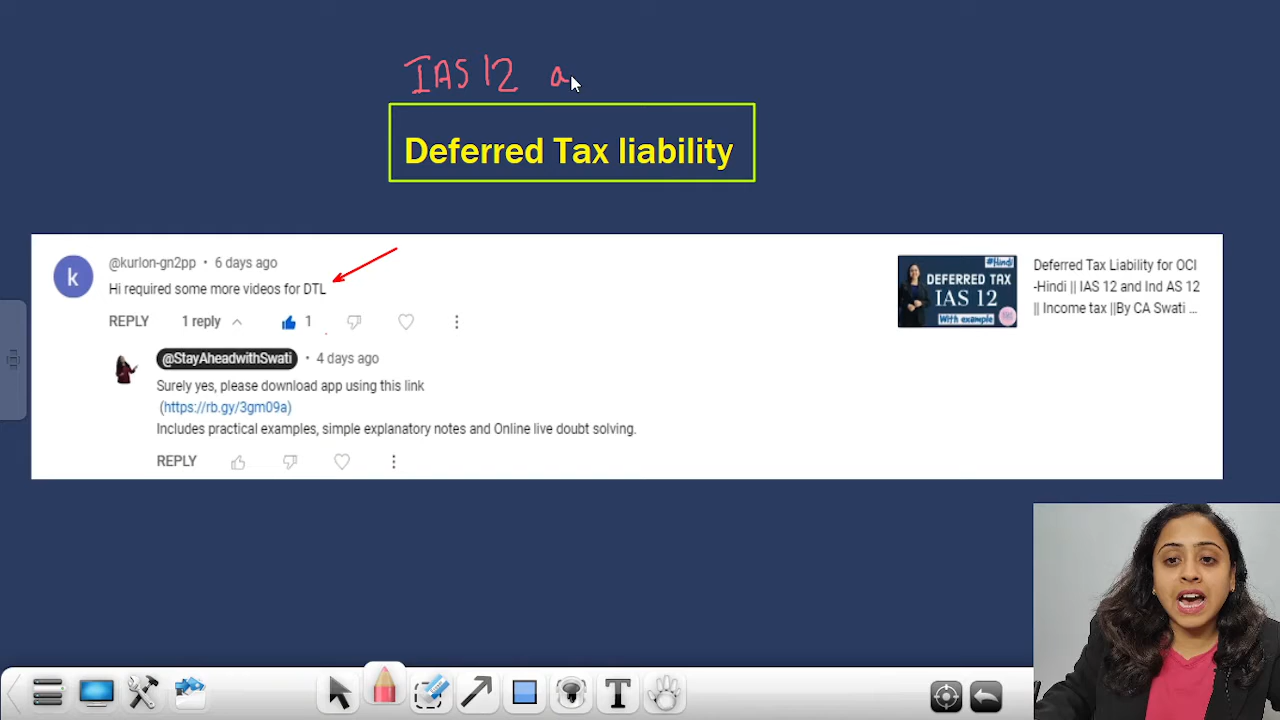 IAS 12 a
Deferred Tax liability
k
@kurlon-gn2pp • 6 days ago
Hi required some more videos for DTL
REPLY 1 reply 1
@StayAheadwithSwati • 4 days ago
Surely yes, please download app using this link
(https://rb.gy/3gm09a)
Includes practical examples, simple explanatory notes and Online live doubt solving.
REPLY
#Hindi
DEFERRED TAX
IAS 12
With example
Deferred Tax Liability for OCI
-Hindi || IAS 12 and Ind AS 12
|| Income tax ||By CA Swati ...
T